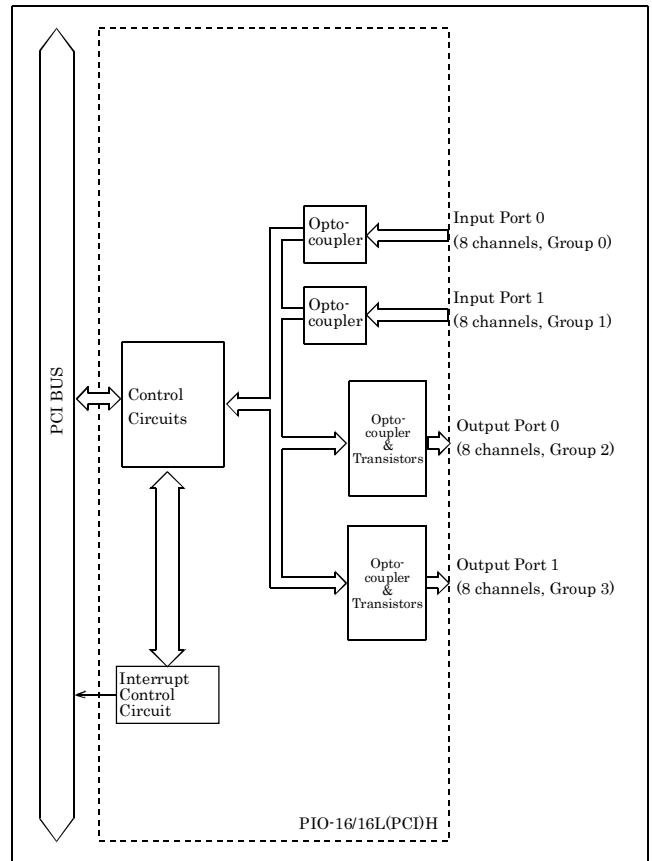 Opto-
coupler
Input Port 0
(8 channels, Group 0)
Opto-
coupler
Input Port 1
(8 channels, Group 1)
PCI BUS
Control
Circuits
Opto-
coupler
&
Transistors
Output Port 0
(8 channels, Group 2)
Opto-
coupler
&
Transistors
Output Port 1
(8 channels, Group 3)
Interrupt
Control
Circuit
PIO-16/16L(PCI)H